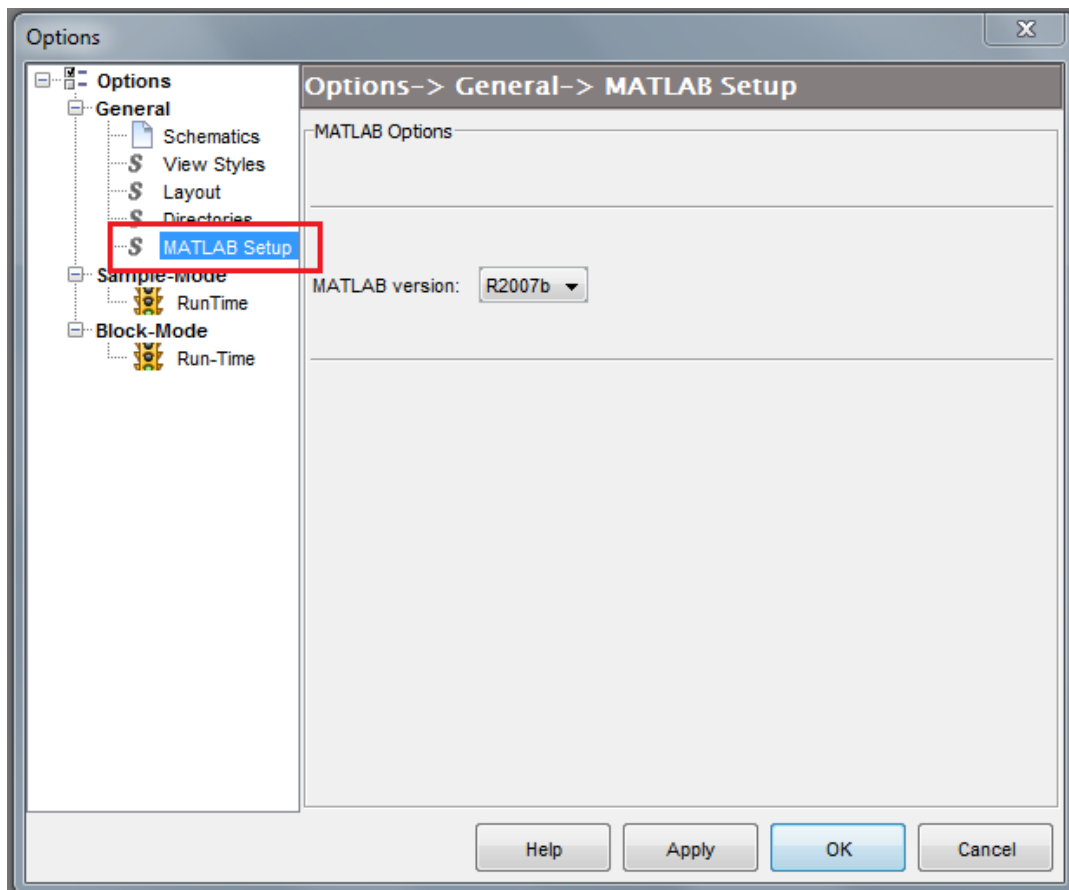 Options
Options
General
Schematics
View Styles
Layout
Directories
MATLAB Setup
Sample-Mode
RunTime
Block-Mode
Run-Time
Options-> General-> MATLAB Setup
MATLAB Options
MATLAB version: R2007b
Help Apply OK Cancel